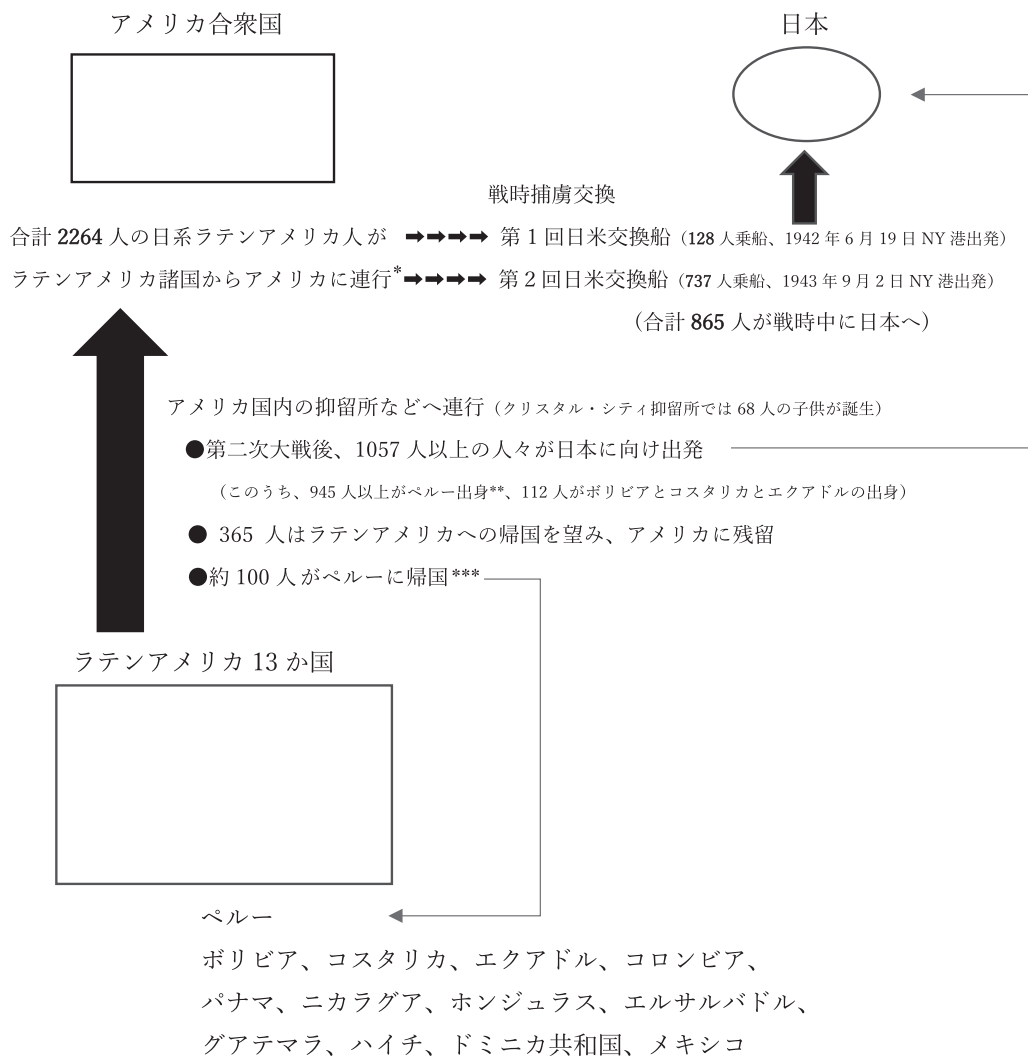 アメリカ合衆国
日本
戦時捕虜交換
合計 2264 人の日系ラテンアメリカ人が ➡➡➡➡ 第１回日米交換船（128 人乗船、1942 年 6 月 19 日 NY 港出発）
ラテンアメリカ諸国からアメリカに連行*➡➡➡➡ 第２回日米交換船（737 人乗船、1943 年 9 月 2 日 NY 港出発）
（合計 865 人が戦時中に日本へ）
アメリカ国内の抑留所などへ連行（クリスタル・シティ抑留所では 68 人の子供が誕生）
●第二次大戦後、1057 人以上の人々が日本に向け出発
（このうち、945 人以上がペルー出身**、112 人がボリビアとコスタリカとエクアドルの出身）
● 365 人はラテンアメリカへの帰国を望み、アメリカに残留
●約 100 人がペルーに帰国***
ラテンアメリカ 13 か国
ペルー
ボリビア、コスタリカ、エクアドル、コロンビア、
パナマ、ニカラグア、ホンジュラス、エルサルバドル、
グアテマラ、ハイチ、ドミニカ共和国、メキシコ